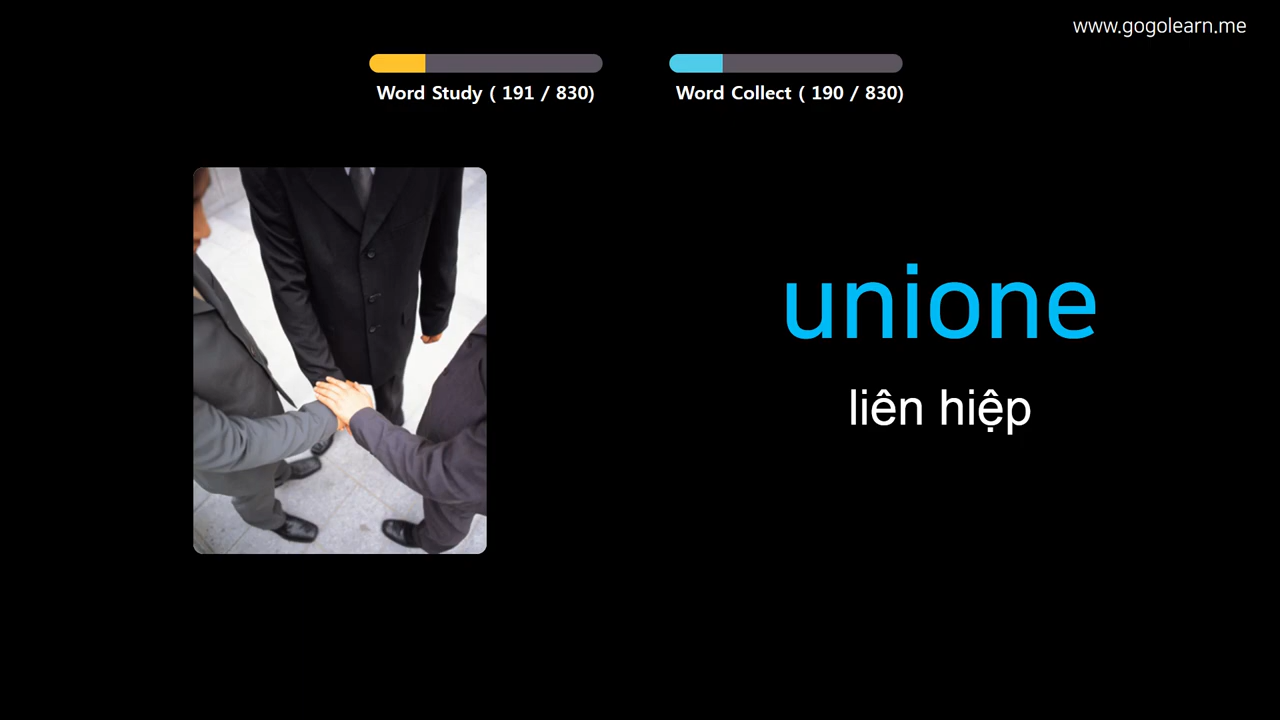 www.gogolearn.me
Word Study ( 191 / 830)
Word Collect ( 190 / 830)
unione
liên hiệp